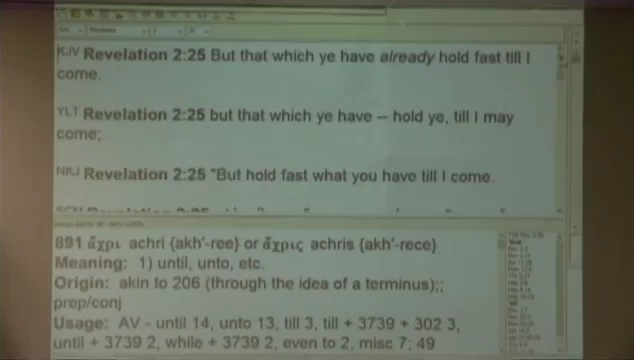 KJV Revelation 2:25 But that which ye have already hold fast till I
come.
YLT Revelation 2:25 but that which ye have -- hold ye, till I may
come;
NKJ Revelation 2:25 "But hold fast what you have till I come.
891 ἄχρι achri {akh'-ree} or ἄχρις achris {akh'-rece}
Meaning: 1) until, unto, etc.
Origin: akin to 206 (through the idea of a terminus);;
prep/conj
Usage: AV - until 14, unto 13, till 3, till + 3739 + 302 3,
until + 3739 2, while + 3739 2, even to 2, misc 7; 49